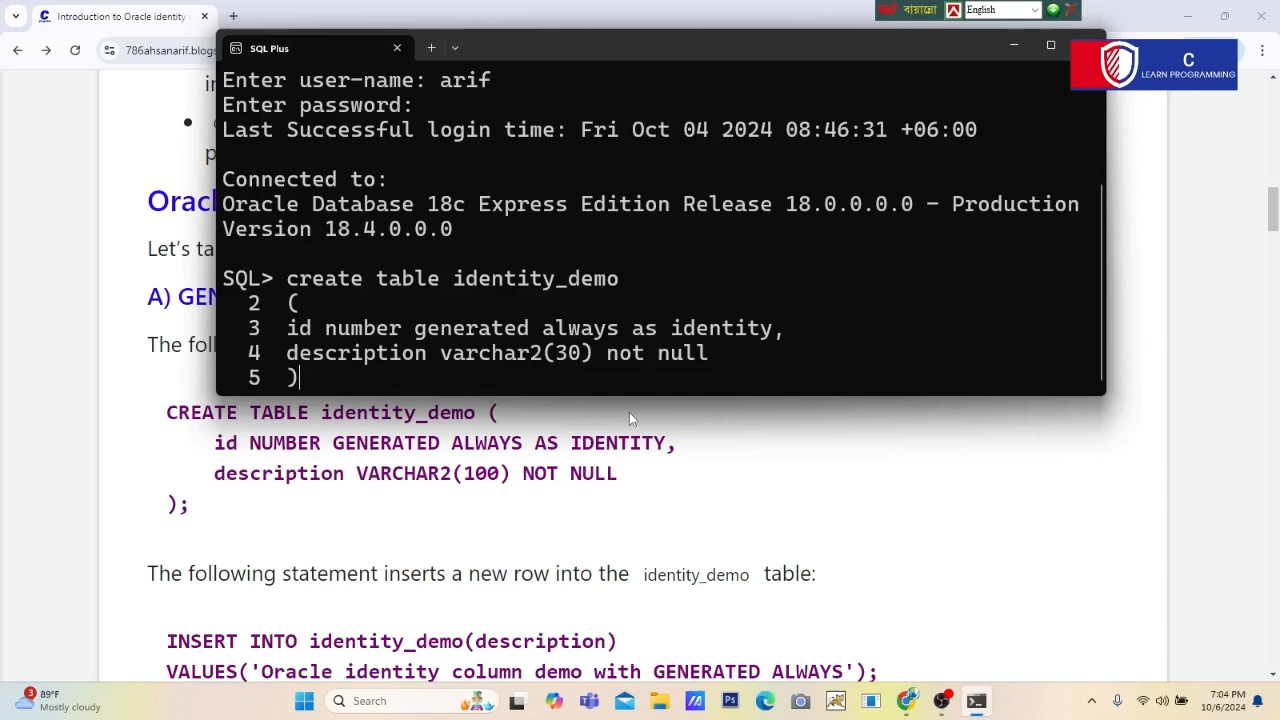 Introduction to Oracle identity c
বায়ান্নো
English
786ahsanarif.blogs
SQL Plus
C
LEARN PROGRAMMING
Enter user-name: arif
Enter password:
Last Successful login time: Fri Oct 04 2024 08:46:31 +06:00
Connected to:
Oracle Database 18c Express Edition Release 18.0.0.0.0 - Production
Version 18.4.0.0.0
SQL> create table identity_demo
2 (
3 id number generated always as identity,
4 description varchar2(30) not null
5 )
Oracl
Let's ta
A) GEN
The foll
CREATE TABLE identity_demo (
id NUMBER GENERATED ALWAYS AS IDENTITY,
description VARCHAR2(100) NOT NULL
);
The following statement inserts a new row into the identity_demo table:
INSERT INTO identity_demo(description)
VALUES('Oracle identity column demo with GENERATED ALWAYS');
3
89°F
Mostly cloudy
Search
7:04 PM
10/6/2024